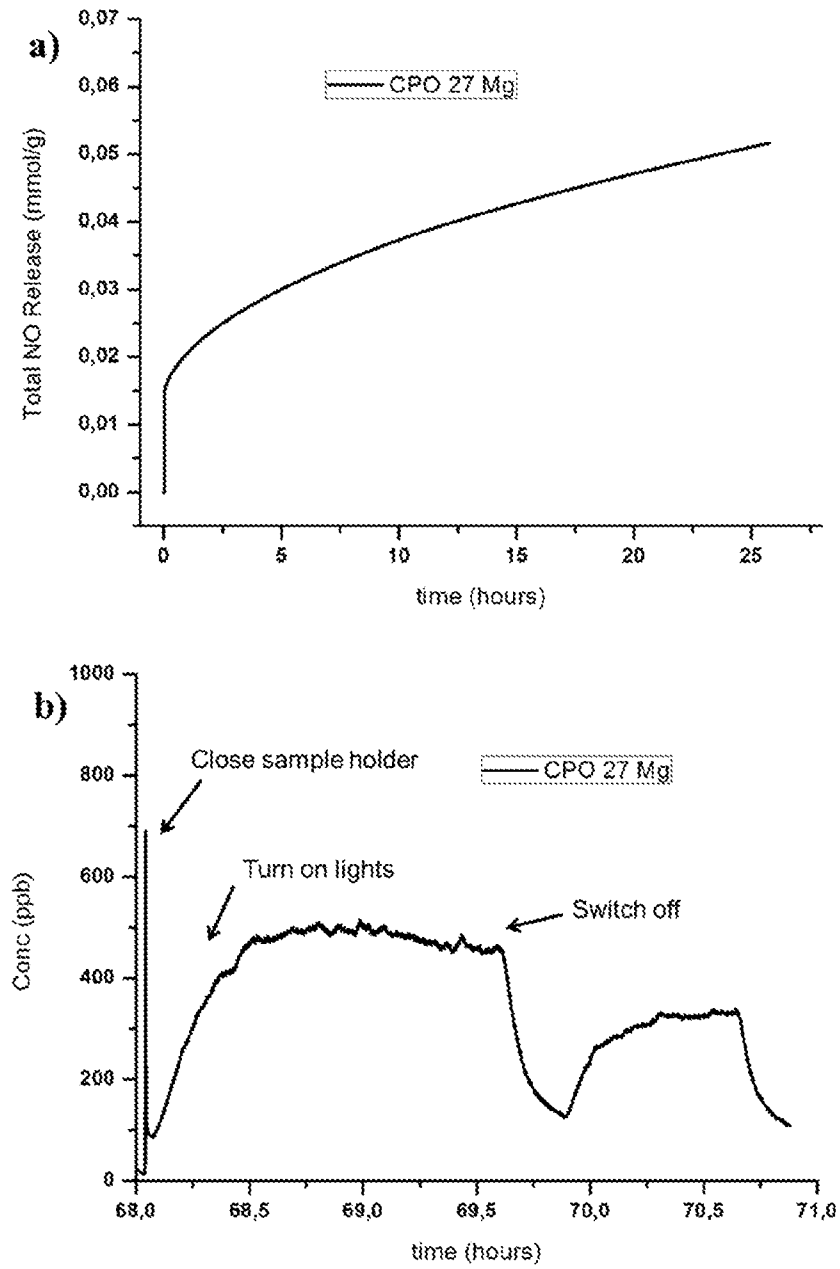 a)
0,07
0,06
0,05
0,04
0,03
0,02
0,01
0,00
Total NO Release (mmol/g)
CPO 27 Mg
0 5 10 15 20 25
time (hours)
b)
1000
800
600
400
200
0
Conc (ppb)
Close sample holder
CPO 27 Mg
Turn on lights
Switch off
68,0 68,5 69,0 69,5 70,0 70,5 71,0
time (hours)